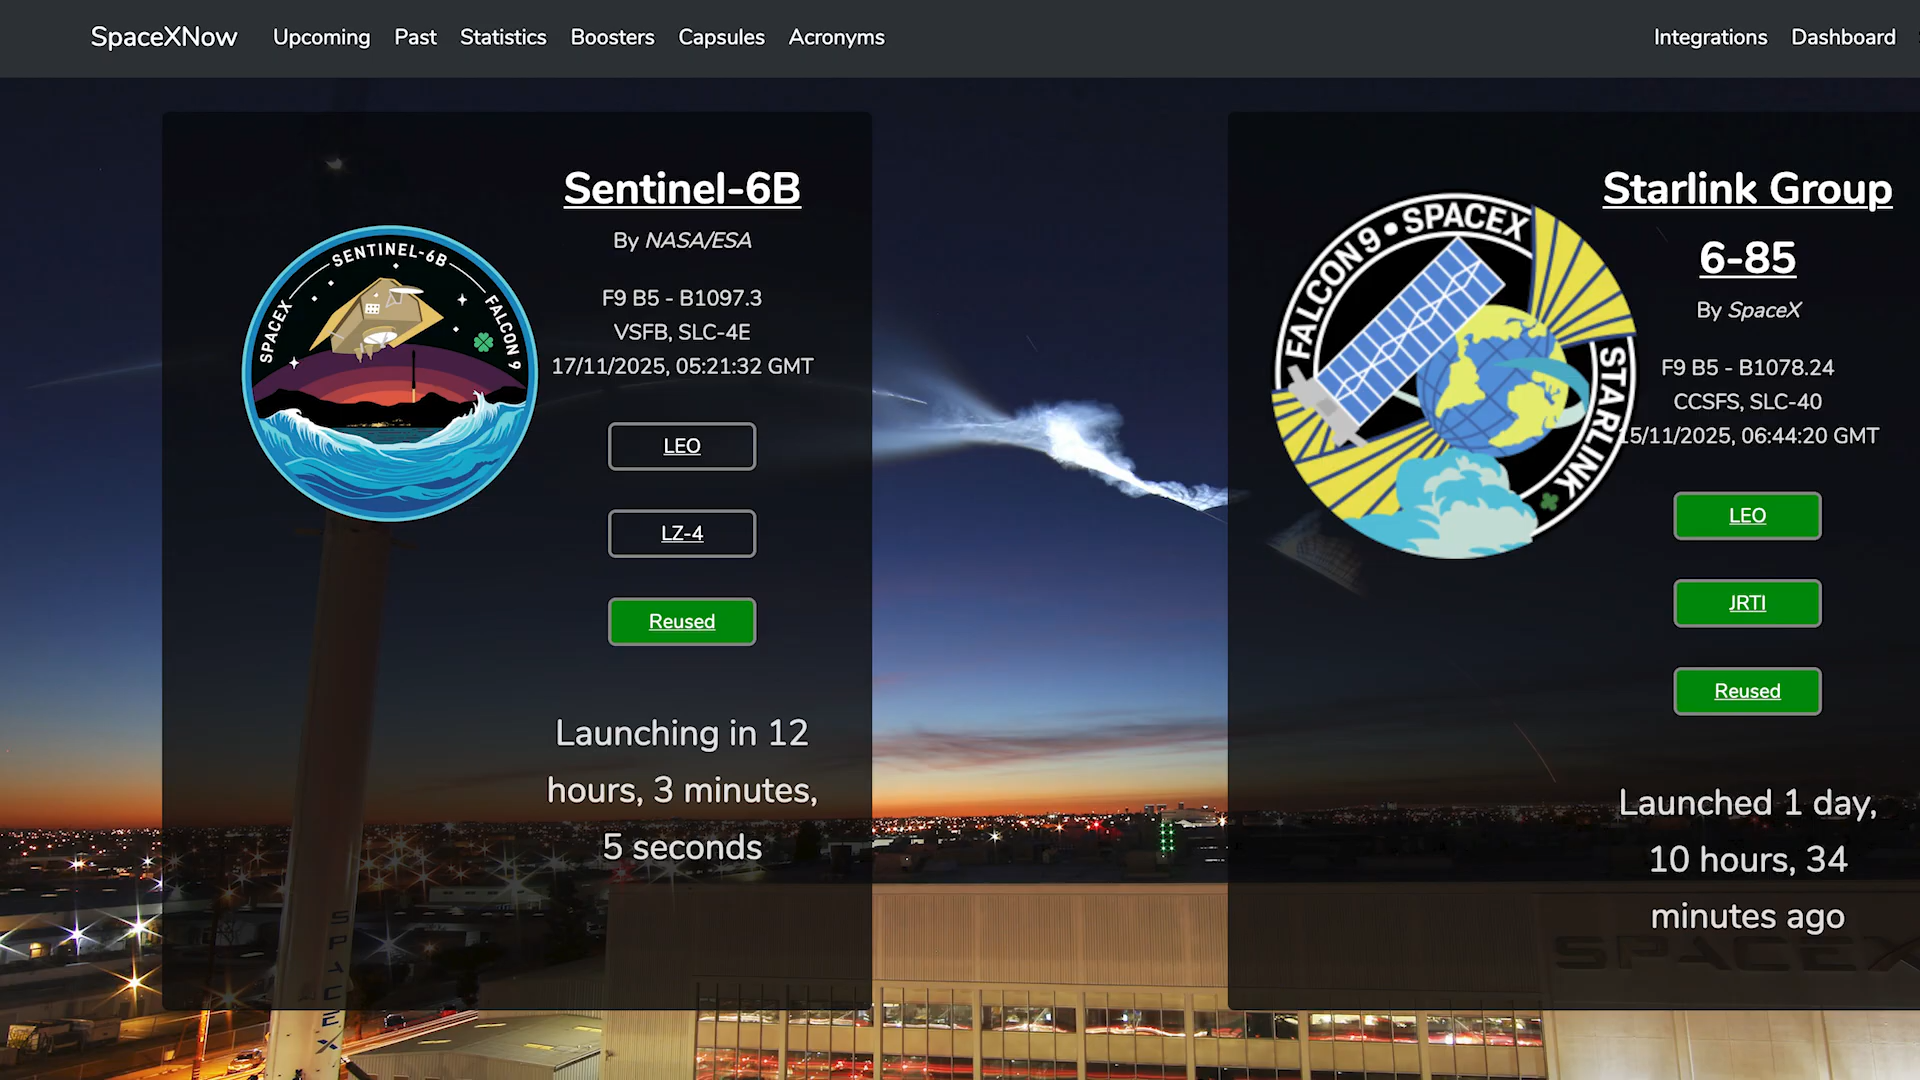 SpaceXNow Upcoming Past Statistics Boosters Capsules Acronyms Integrations Dashboard
SENTINEL-6B
SPACEX
FALCON 9
Sentinel-6B
By NASA/ESA
F9 B5 - B1097.3
VSFB, SLC-4E
17/11/2025, 05:21:32 GMT
LEO
LZ-4
Reused
Launching in 12
hours, 3 minutes,
5 seconds
FALCON 9 • SPACEX
STARLINK
Starlink Group
6-85
By SpaceX
F9 B5 - B1078.24
CCSFS, SLC-40
15/11/2025, 06:44:20 GMT
LEO
JRTI
Reused
Launched 1 day,
10 hours, 34
minutes ago
SPACEX
SPACEX